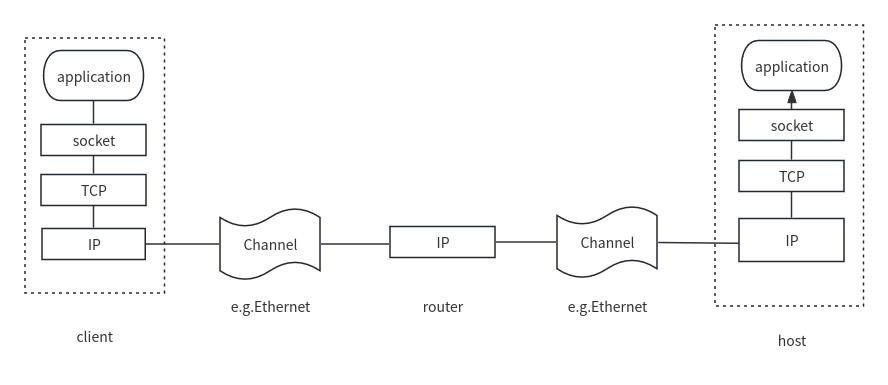 application
socket
TCP
IP
client
Channel
e.g.Ethernet
IP
router
Channel
e.g.Ethernet
application
socket
TCP
IP
host